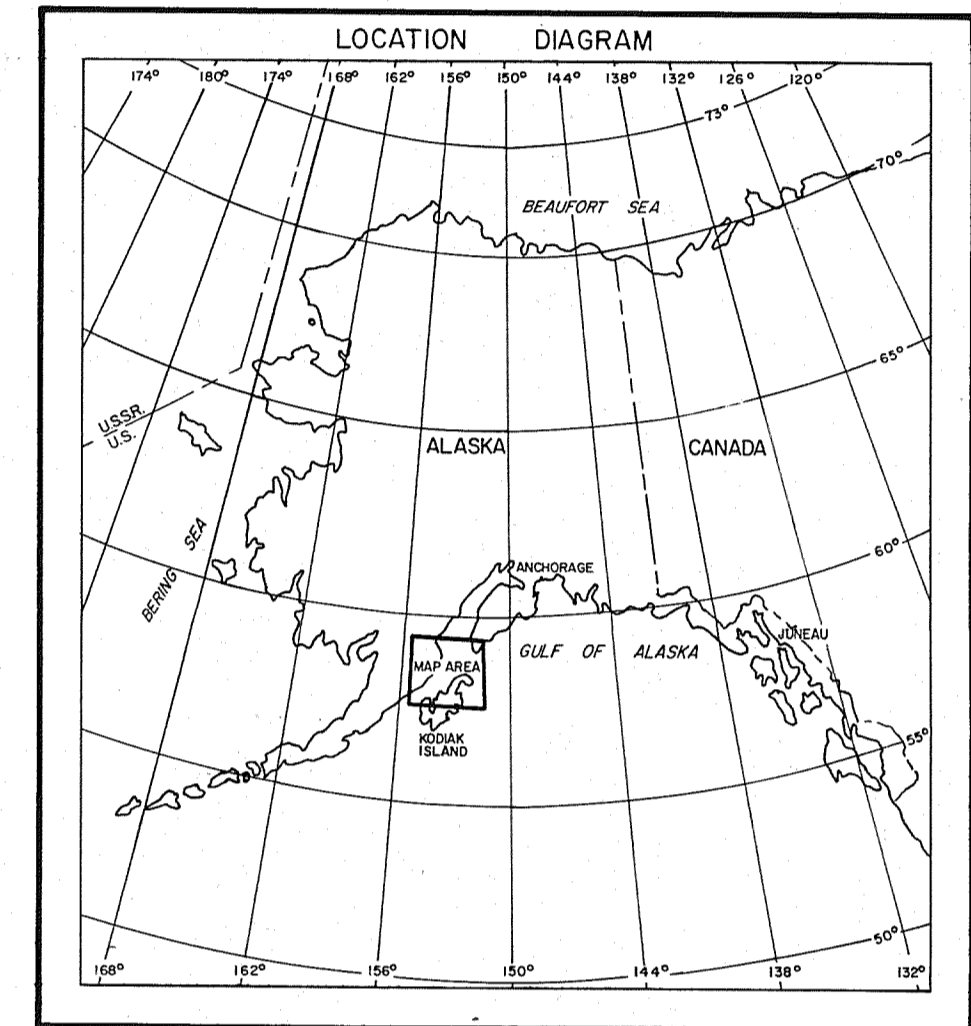 LOCATION DIAGRAM
174° 180° 174° 168° 162° 156° 150° 144° 138° 132° 126° 120°
73°
70°
BEAUFORT SEA
65°
U.S.S.R.
U.S.
ALASKA
CANADA
BERING SEA
60°
ANCHORAGE
JUNEAU
GULF OF ALASKA
MAP AREA
KODIAK
ISLAND
55°
50°
168° 162° 156° 150° 144° 138° 132°